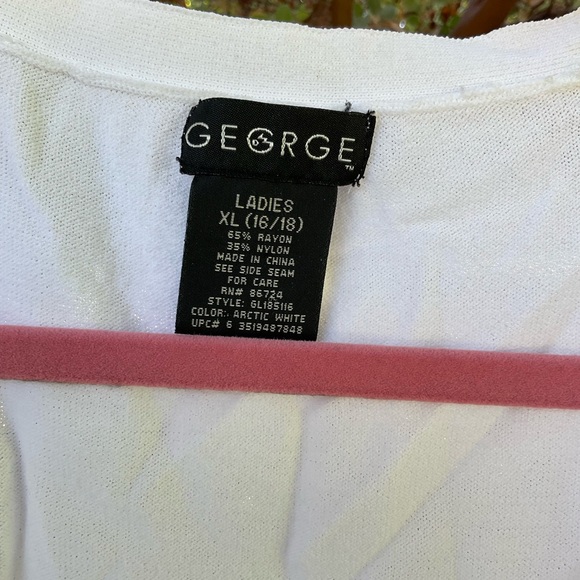 GEORGE
™
LADIES
XL (16/18)
65% RAYON
35% NYLON
MADE IN CHINA
SEE SIDE SEAM
FOR CARE
RN# 86724
STYLE: GL185116
COLOR: ARCTIC WHITE
UPC# 6 3519487848